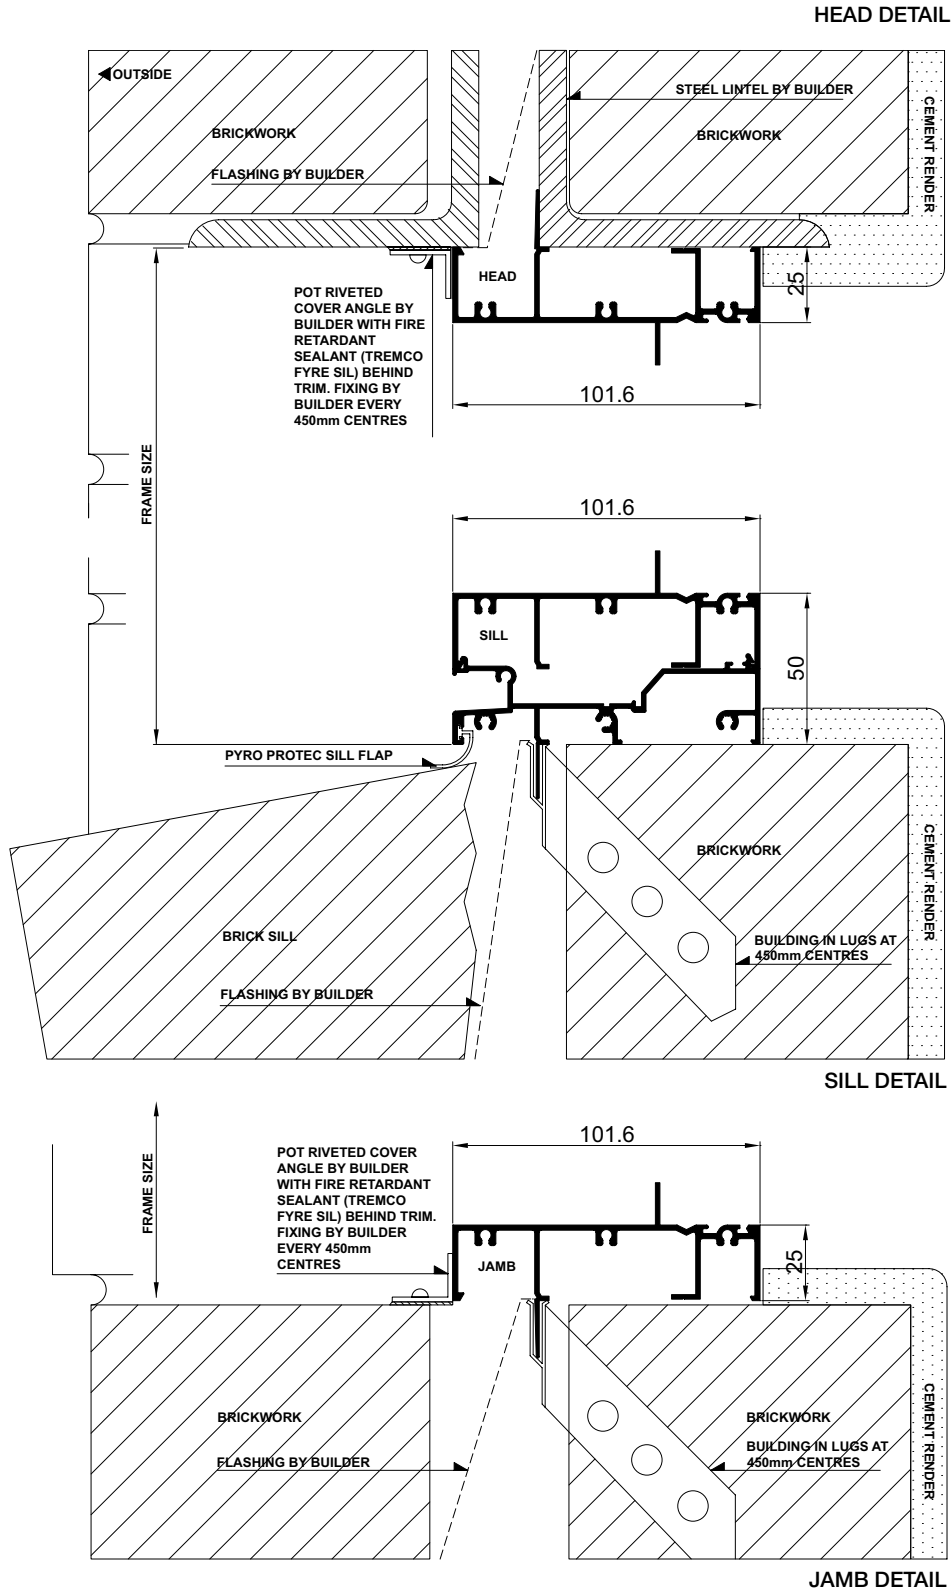 HEAD DETAIL
OUTSIDE
STEEL LINTEL BY BUILDER
BRICKWORK
BRICKWORK
CEMENT RENDER
FLASHING BY BUILDER
HEAD
25
POT RIVETED
COVER ANGLE BY
BUILDER WITH FIRE
RETARDANT
SEALANT (TREMCO
FYRE SIL) BEHIND
TRIM. FIXING BY
BUILDER EVERY
450mm CENTRES
101.6
FRAME SIZE
101.6
SILL
50
PYRO PROTEC SILL FLAP
BRICKWORK
CEMENT RENDER
BRICK SILL
BUILDING IN LUGS AT
450mm CENTRES
FLASHING BY BUILDER
SILL DETAIL
FRAME SIZE
101.6
POT RIVETED COVER
ANGLE BY BUILDER
WITH FIRE RETARDANT
SEALANT (TREMCO
FYRE SIL) BEHIND TRIM.
FIXING BY BUILDER
EVERY 450mm
CENTRES
JAMB
25
BRICKWORK
BRICKWORK
CEMENT RENDER
FLASHING BY BUILDER
BUILDING IN LUGS AT
450mm CENTRES
JAMB DETAIL